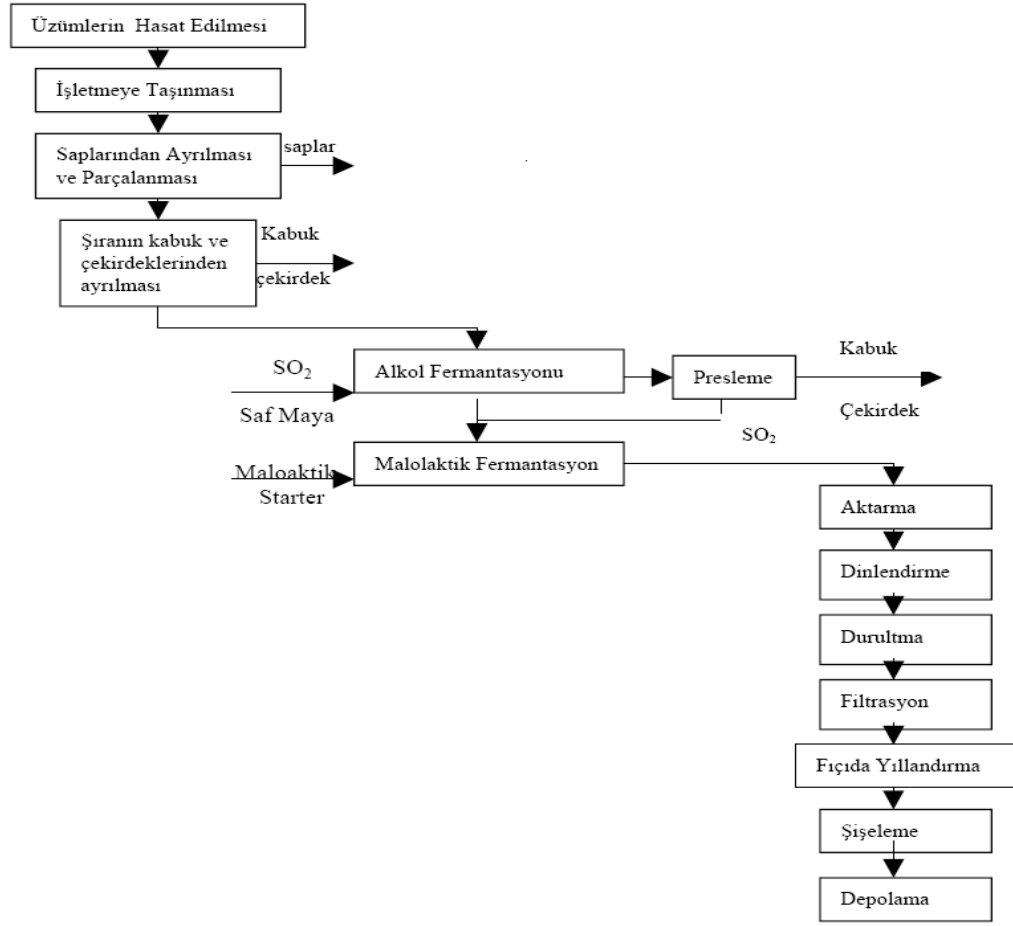 Üzümlerin Hasat Edilmesi
İşletmeye Taşınması
Saplarından Ayrılması
ve Parçalanması
saplar
Şıranın kabuk ve
çekirdeklerinden
ayrılması
Kabuk
çekirdek
SO₂
Saf Maya
Alkol Fermantasyonu
Presleme
Kabuk
Çekirdek
SO₂
Maloaktik
Starter
Malolaktik Fermantasyon
Aktarma
Dinlendirme
Durultma
Filtrasyon
Fıçıda Yıllandırma
Şişeleme
Depolama